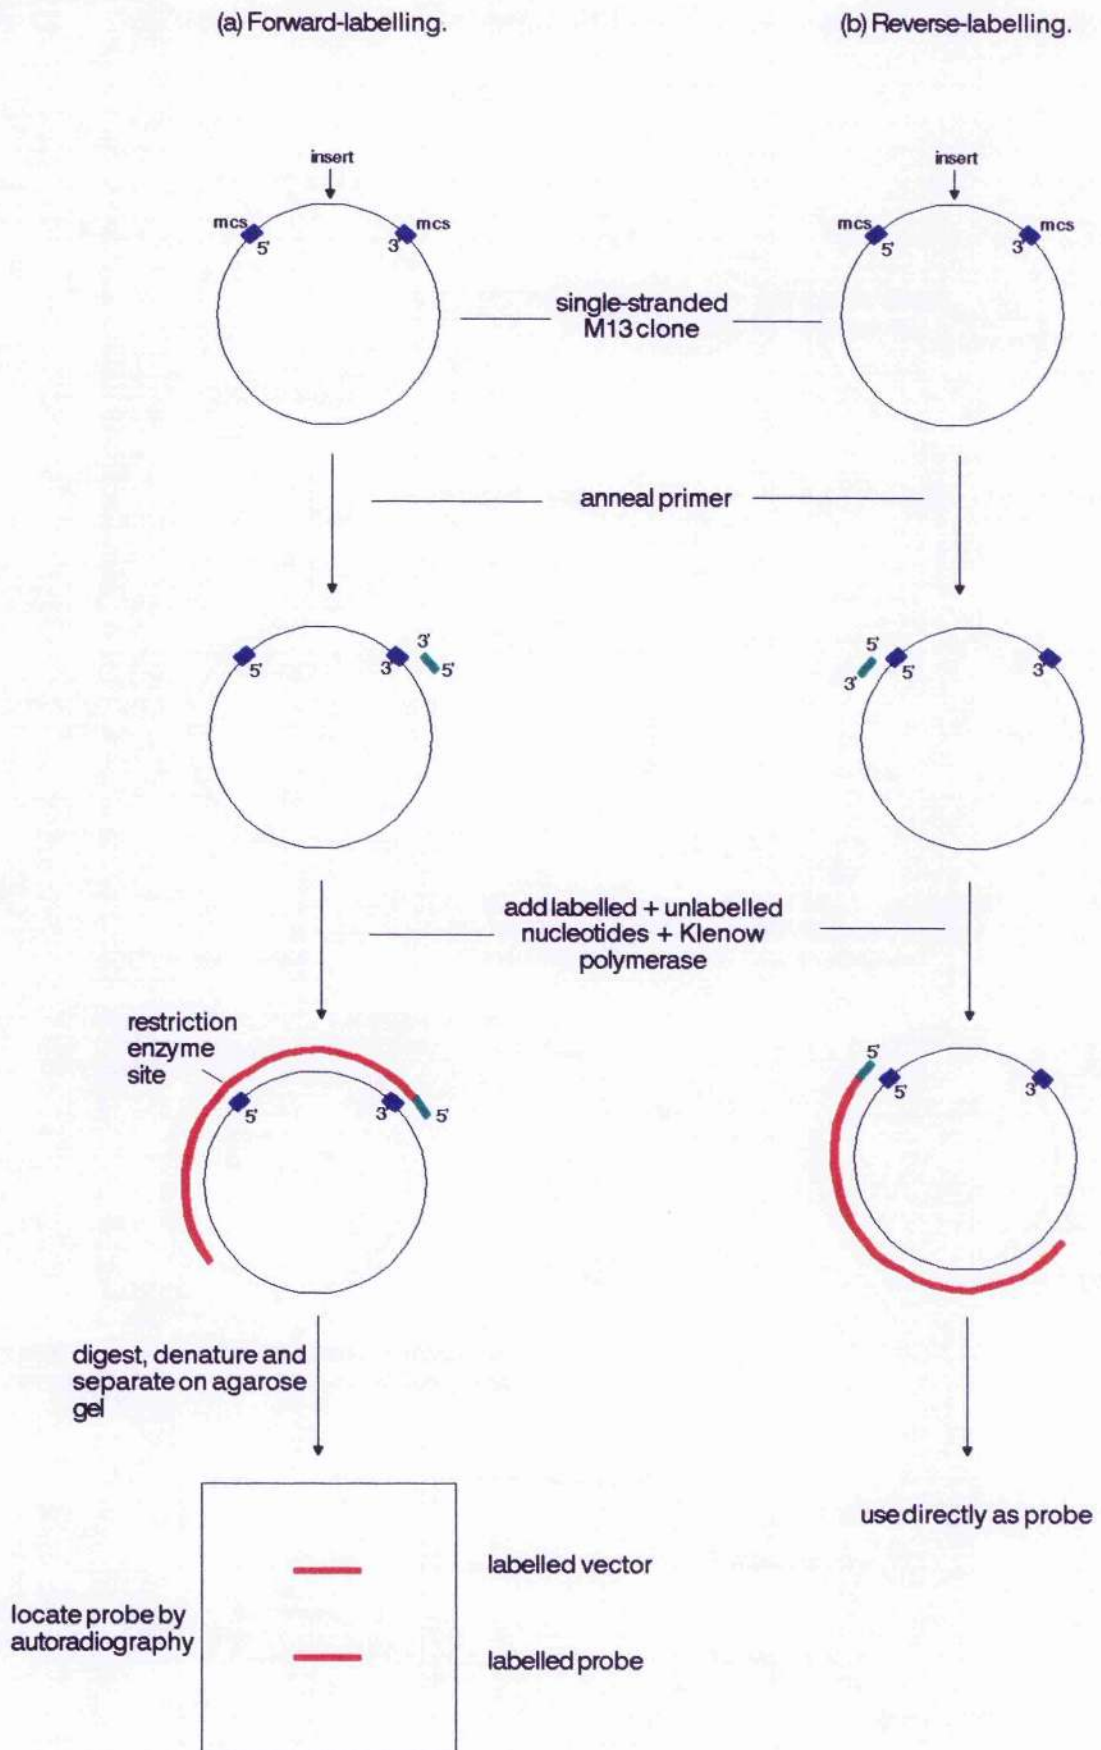 (a) Forward-labelling.
(b) Reverse-labelling.
insert
insert
mcs
mcs
5'
3'
mcs
mcs
5'
3'
single-stranded
M13 clone
anneal primer
3'
5'
3'
5'
5'
3'
5'
3'
add labelled + unlabelled
nucleotides + Klenow
polymerase
restriction
enzyme
site
5'
3'
5'
5'
5'
3'
digest, denature and
separate on agarose
gel
use directly as probe
labelled vector
locate probe by
autoradiography
labelled probe